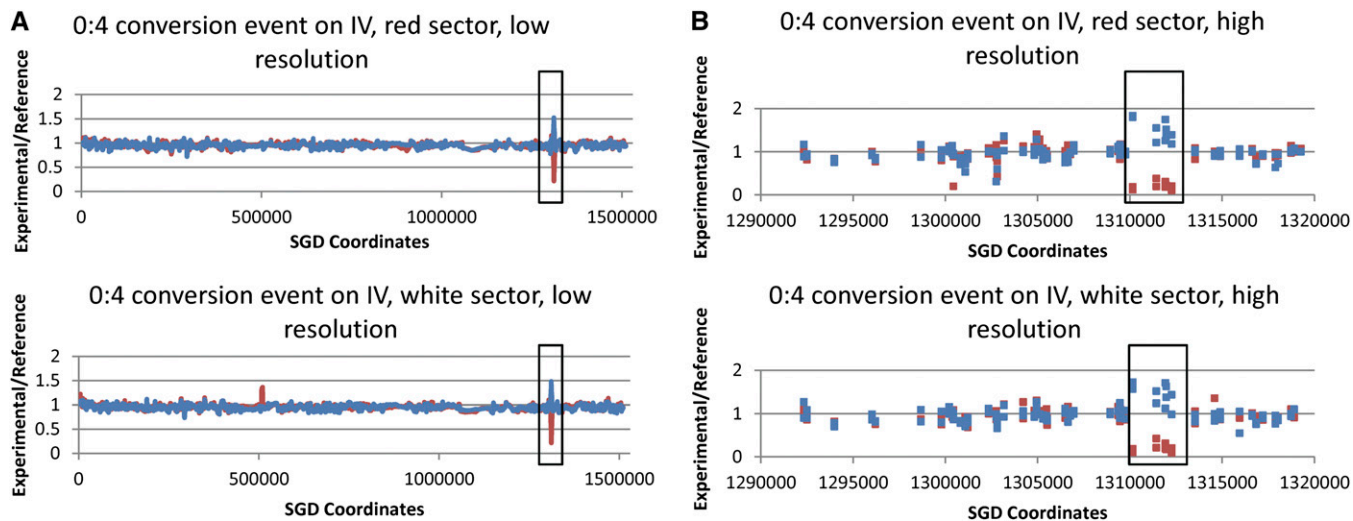 A
0:4 conversion event on IV, red sector, low
resolution
Experimental/Reference
2
1.5
1
0.5
0
0 500000 1000000 1500000
SGD Coordinates
0:4 conversion event on IV, white sector, low
resolution
Experimental/Reference
2
1.5
1
0.5
0
0 500000 1000000 1500000
SGD Coordinates
B
0:4 conversion event on IV, red sector, high
resolution
Experimental/Reference
2
1
0
1290000 1295000 1300000 1305000 1310000 1315000 1320000
SGD Coordinates
0:4 conversion event on IV, white sector, high
resolution
Experimental/Reference
2
1
0
1290000 1295000 1300000 1305000 1310000 1315000 1320000
SGD Coordinates